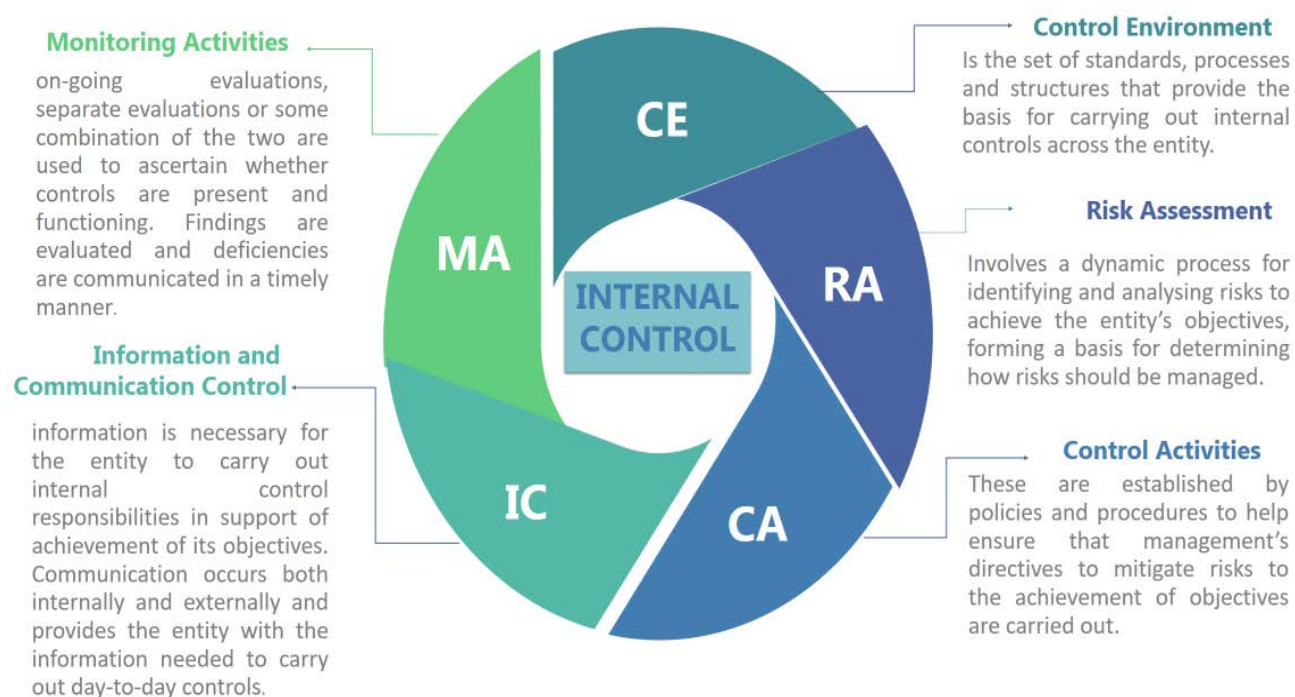 Monitoring Activities
on-going evaluations,
separate evaluations or some
combination of the two are
used to ascertain whether
controls are present and
functioning. Findings are
evaluated and deficiencies
are communicated in a timely
manner.
Information and
Communication Control
information is necessary for
the entity to carry out
internal control
responsibilities in support of
achievement of its objectives.
Communication occurs both
internally and externally and
provides the entity with the
information needed to carry
out day-to-day controls.
CE
MA
RA
INTERNAL
CONTROL
IC
CA
Control Environment
Is the set of standards, processes
and structures that provide the
basis for carrying out internal
controls across the entity.
Risk Assessment
Involves a dynamic process for
identifying and analysing risks to
achieve the entity's objectives,
forming a basis for determining
how risks should be managed.
Control Activities
These are established by
policies and procedures to help
ensure that management's
directives to mitigate risks to
the achievement of objectives
are carried out.